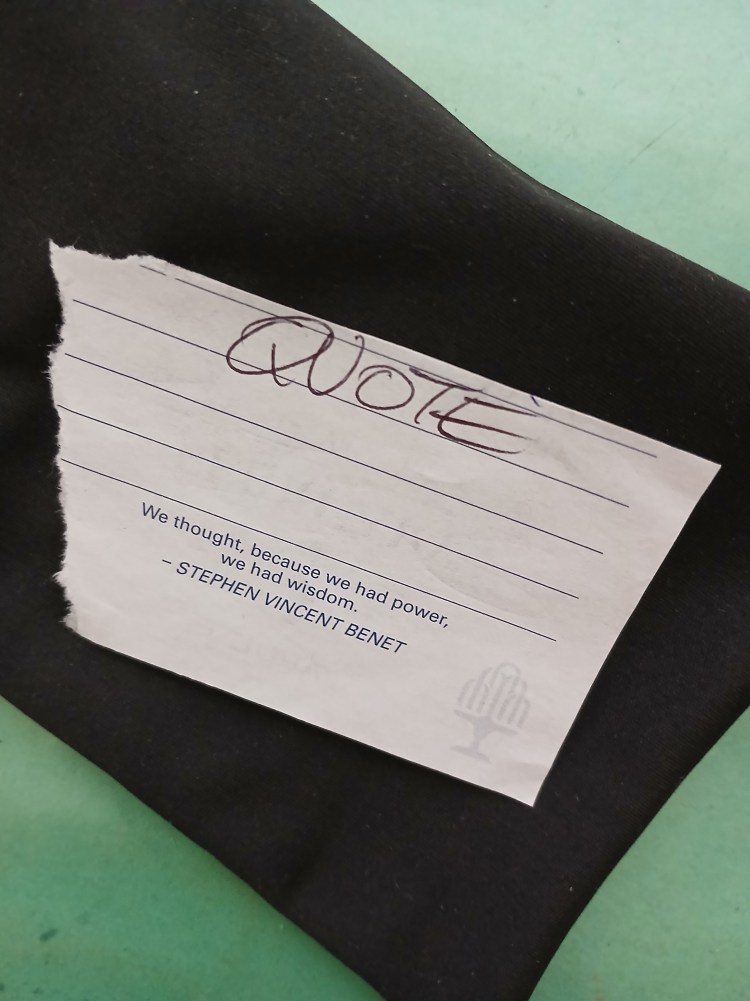 QUOTE
We thought, because we had power,
we had wisdom.
– STEPHEN VINCENT BENET